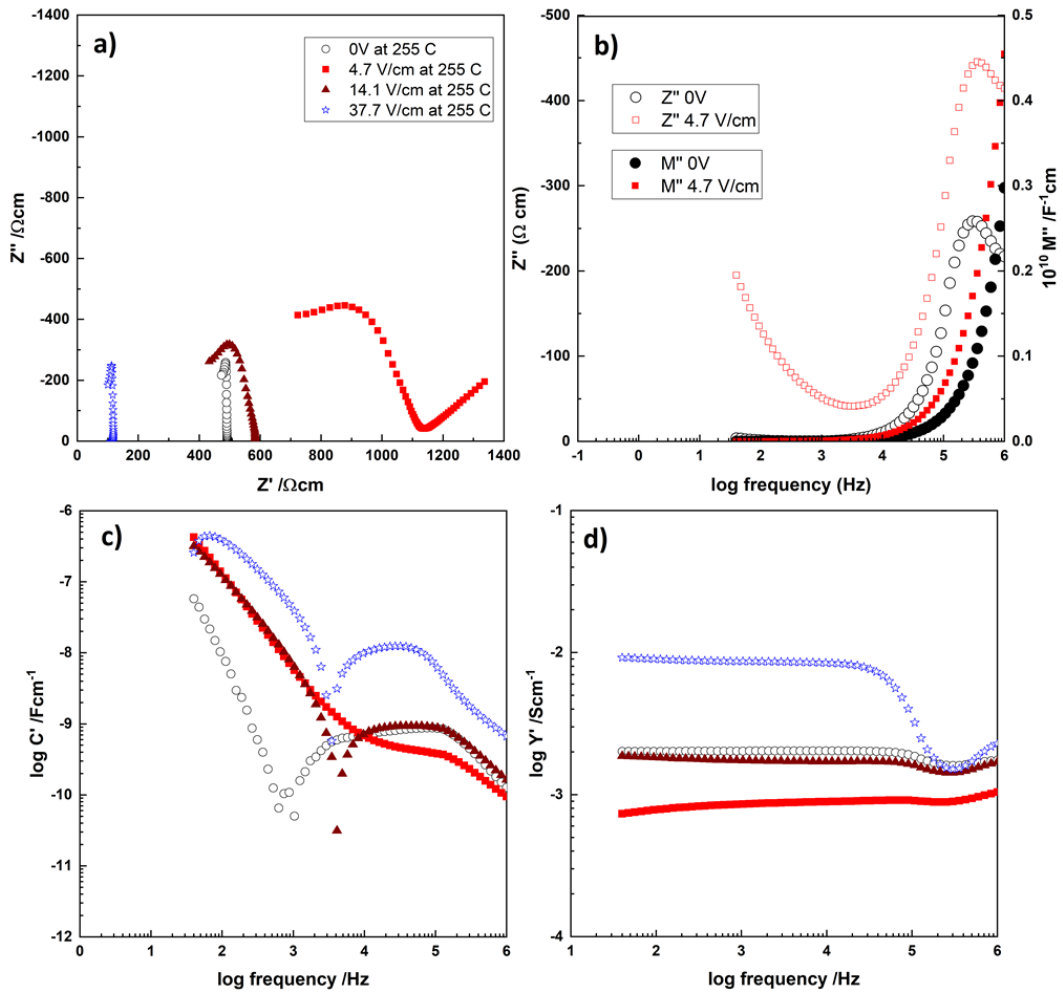 a)
0V at 255 C
4.7 V/cm at 255 C
14.1 V/cm at 255 C
37.7 V/cm at 255 C
-1400
-1200
-1000
-800
-600
-400
-200
0
Z'' /Ωcm
0 200 400 600 800 1000 1200 1400
Z' /Ωcm
b)
Z'' 0V
Z'' 4.7 V/cm
M'' 0V
M'' 4.7 V/cm
-500
-400
-300
-200
-100
0
Z'' (Ω cm)
0.5
0.4
0.3
0.2
0.1
0.0
10¹⁰ M'' /F⁻¹cm
-1 0 1 2 3 4 5 6
log frequency (Hz)
c)
-6
-7
-8
-9
-10
-11
-12
log C' /Fcm⁻¹
0 1 2 3 4 5 6
log frequency /Hz
d)
-1
-2
-3
-4
log Y' /Scm⁻¹
1 2 3 4 5 6
log frequency /Hz